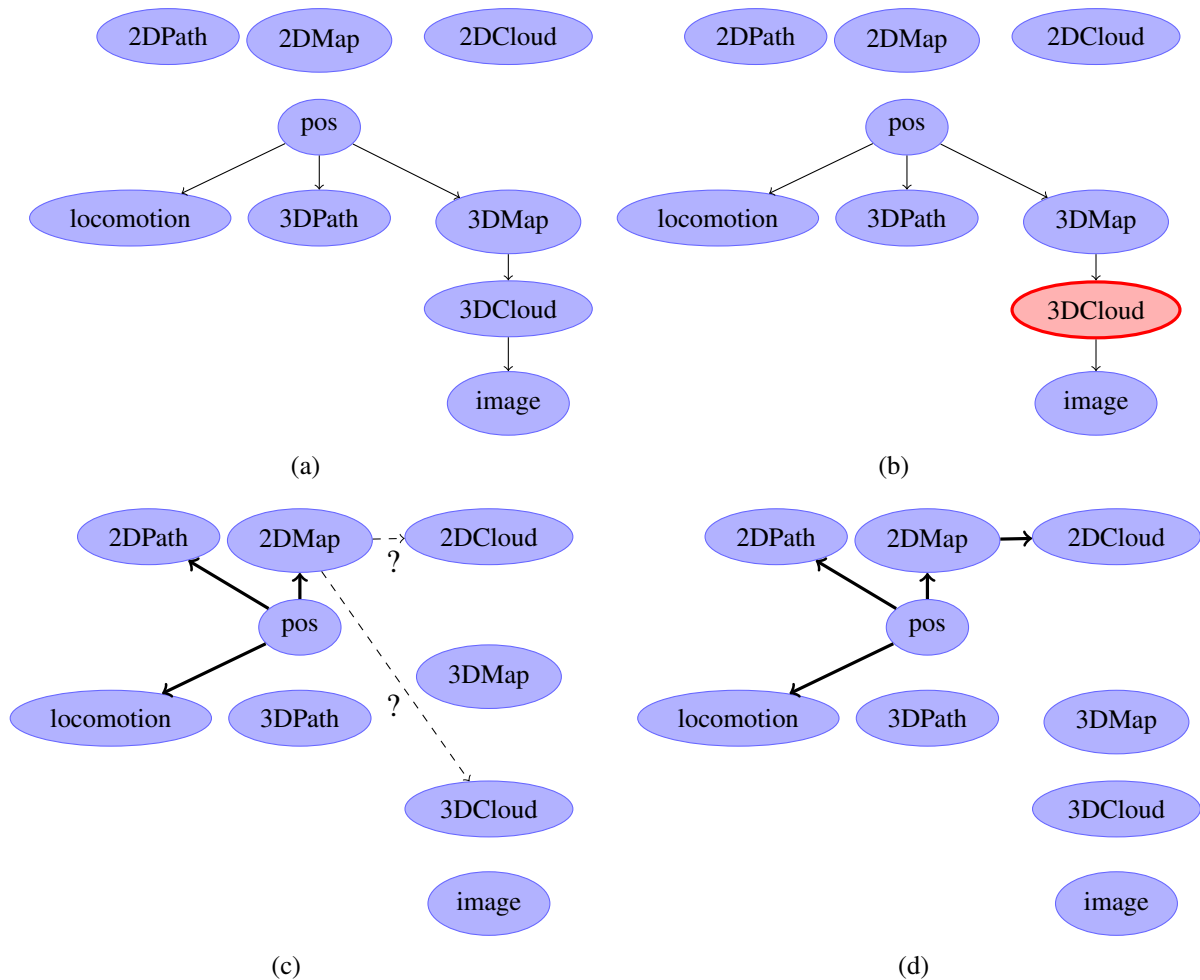 2DPath 2DMap 2DCloud
pos
locomotion 3DPath 3DMap
3DCloud
image
(a)
2DPath 2DMap 2DCloud
pos
locomotion 3DPath 3DMap
3DCloud
image
(b)
2DPath 2DMap 2DCloud
?
pos
3DMap
locomotion 3DPath ?
3DCloud
image
(c)
2DPath 2DMap 2DCloud
pos
locomotion 3DPath 3DMap
3DCloud
image
(d)